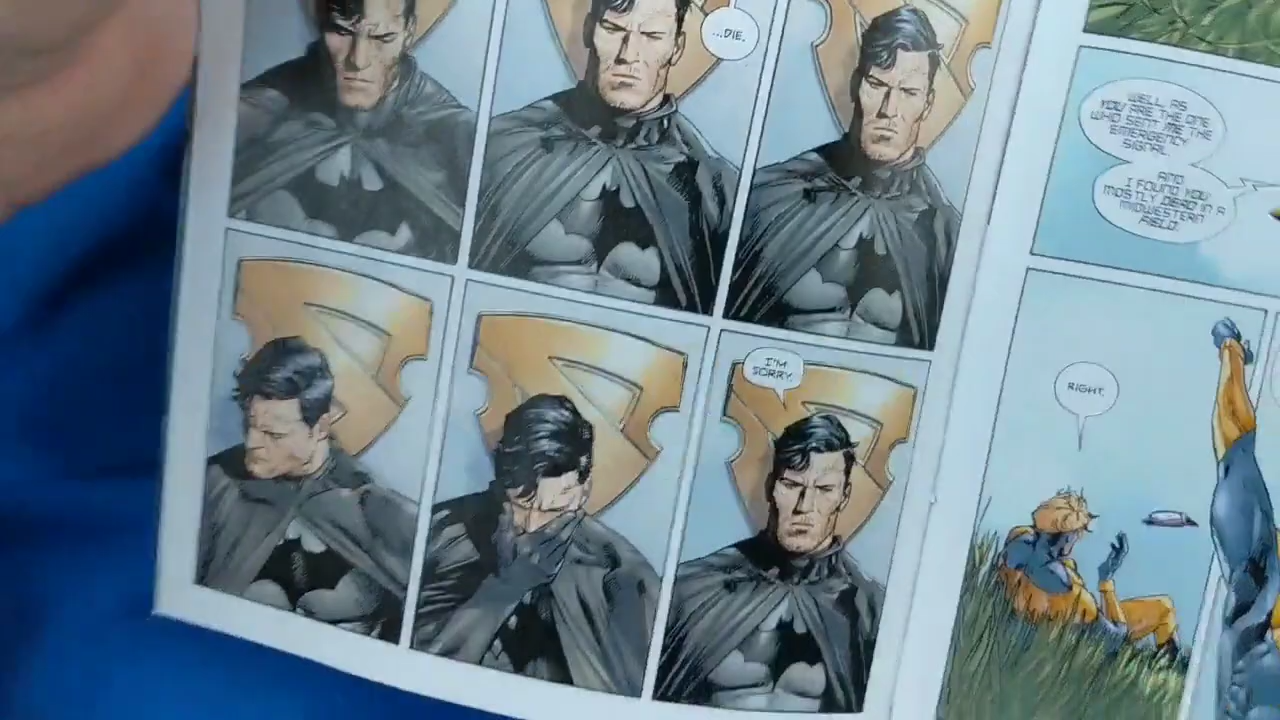 ...DIE.
I'M
SORRY.
WELL, AS
YOU ARE THE ONE
WHO SENT ME THE
EMERGENCY
SIGNAL.
AND
I FOUND YOU
MOSTLY DEAD IN A
MIDWESTERN
FIELD.
RIGHT.